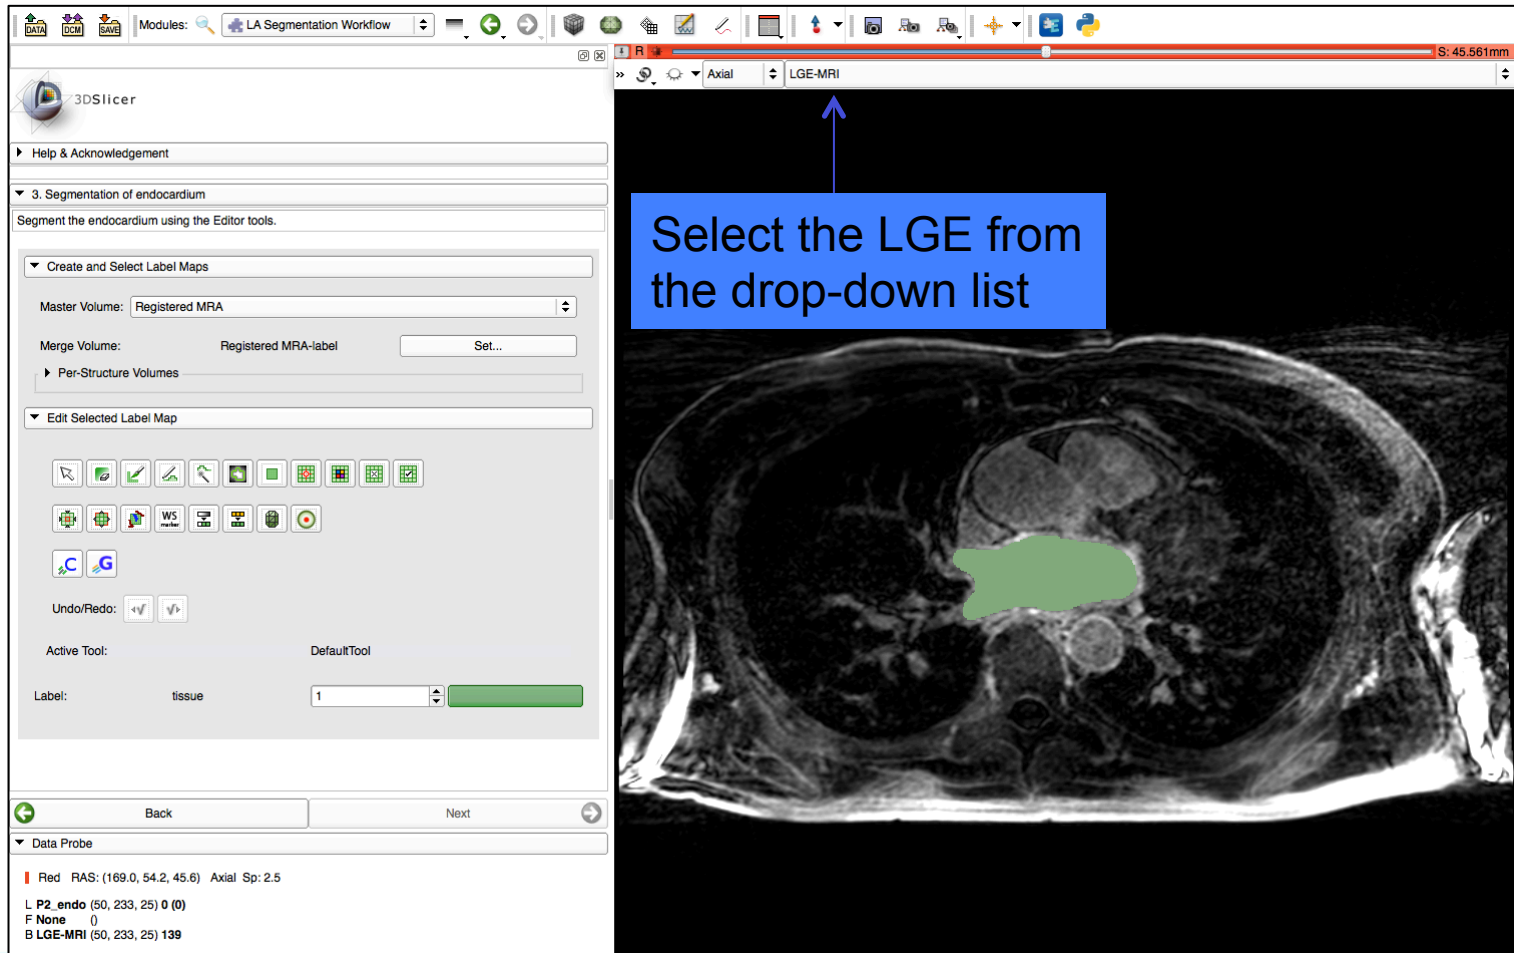 DATA DCM SAVE Modules: LA Segmentation Workflow
R S: 45.561mm
» Axial LGE-MRI
3DSlicer
Help & Acknowledgement
3. Segmentation of endocardium
Segment the endocardium using the Editor tools.
Select the LGE from
the drop-down list
Create and Select Label Maps
Master Volume: Registered MRA
Merge Volume: Registered MRA-label Set...
Per-Structure Volumes
Edit Selected Label Map
WS
marker
C G
Undo/Redo:
Active Tool: DefaultTool
Label: tissue 1
Back Next
Data Probe
Red RAS: (169.0, 54.2, 45.6) Axial Sp: 2.5
L P2_endo (50, 233, 25) 0 (0)
F None ()
B LGE-MRI (50, 233, 25) 139